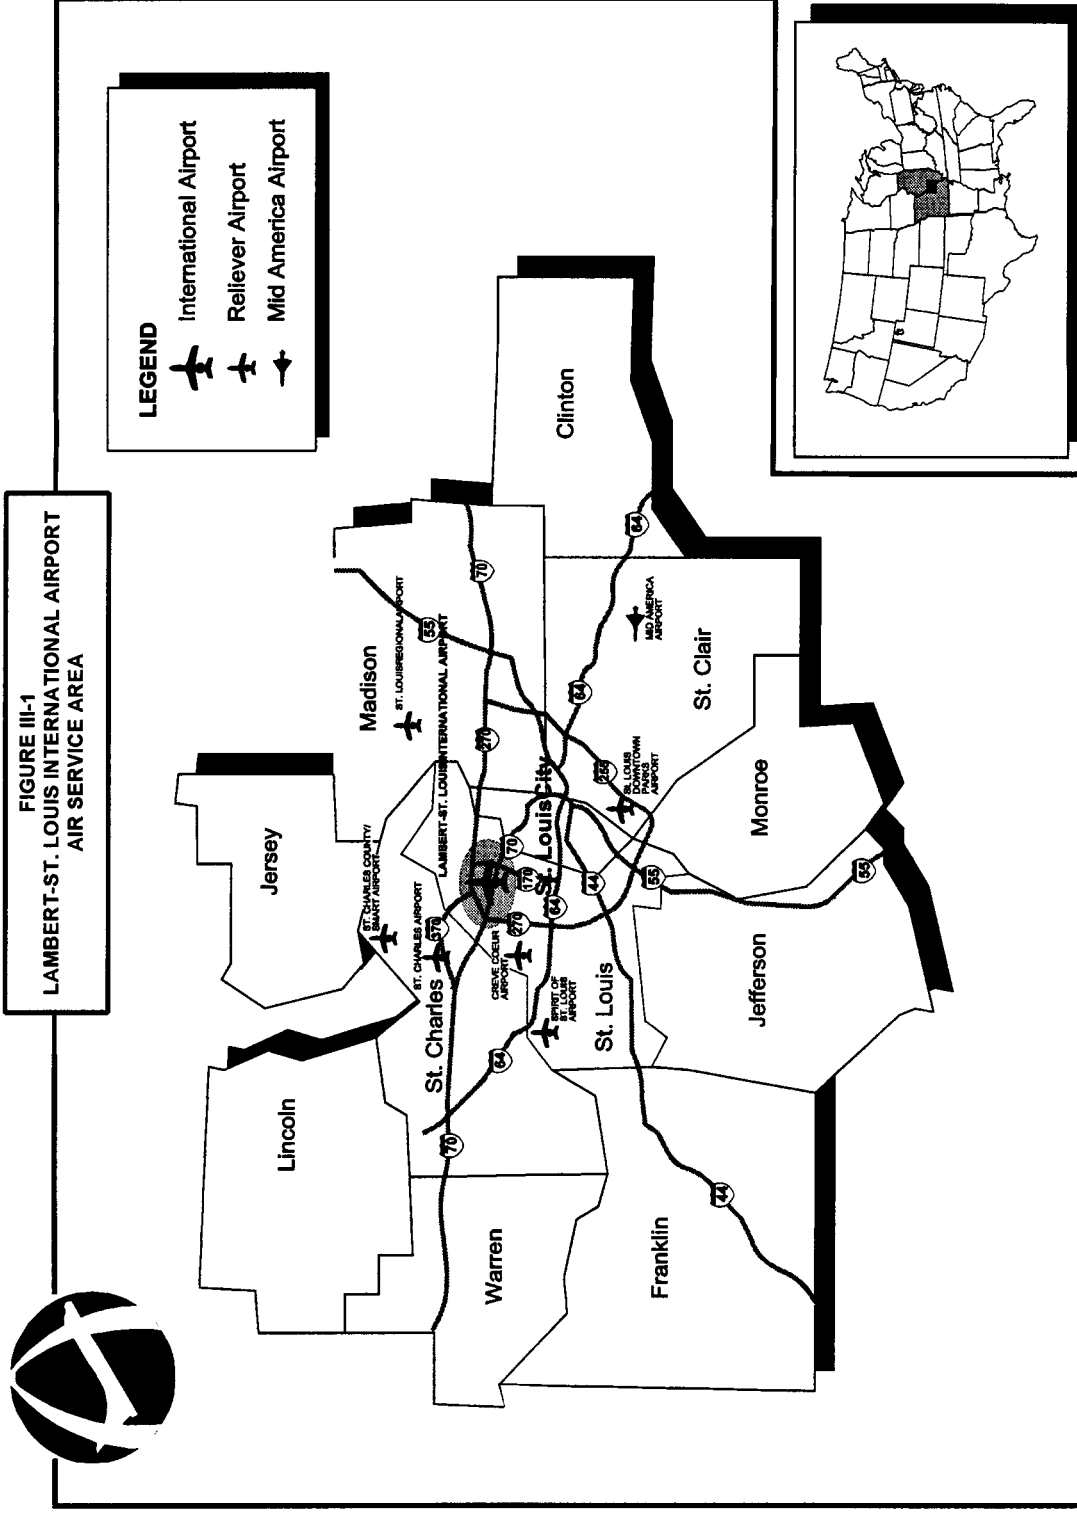 FIGURE III-1
LAMBERT-ST. LOUIS INTERNATIONAL AIRPORT
AIR SERVICE AREA
LEGEND
International Airport
Reliever Airport
Mid America Airport
Lincoln
Jersey
Madison
ST. LOUIS REGIONAL AIRPORT
55
ST. CHARLES COUNTY/
SMART AIRPORT
ST. CHARLES AIRPORT
370
LAMBERT-ST. LOUIS INTERNATIONAL AIRPORT
St. Charles
70
70
270
70
Warren
64
CREVE COEUR
AIRPORT
270
170
70
St. Louis City
64
Clinton
SPIRIT OF
ST. LOUIS
AIRPORT
64
64
St. Louis
44
ST. LOUIS
DOWNTOWN
PARKS
AIRPORT
MID AMERICA
AIRPORT
Franklin
55
St. Clair
44
Jefferson
Monroe
55